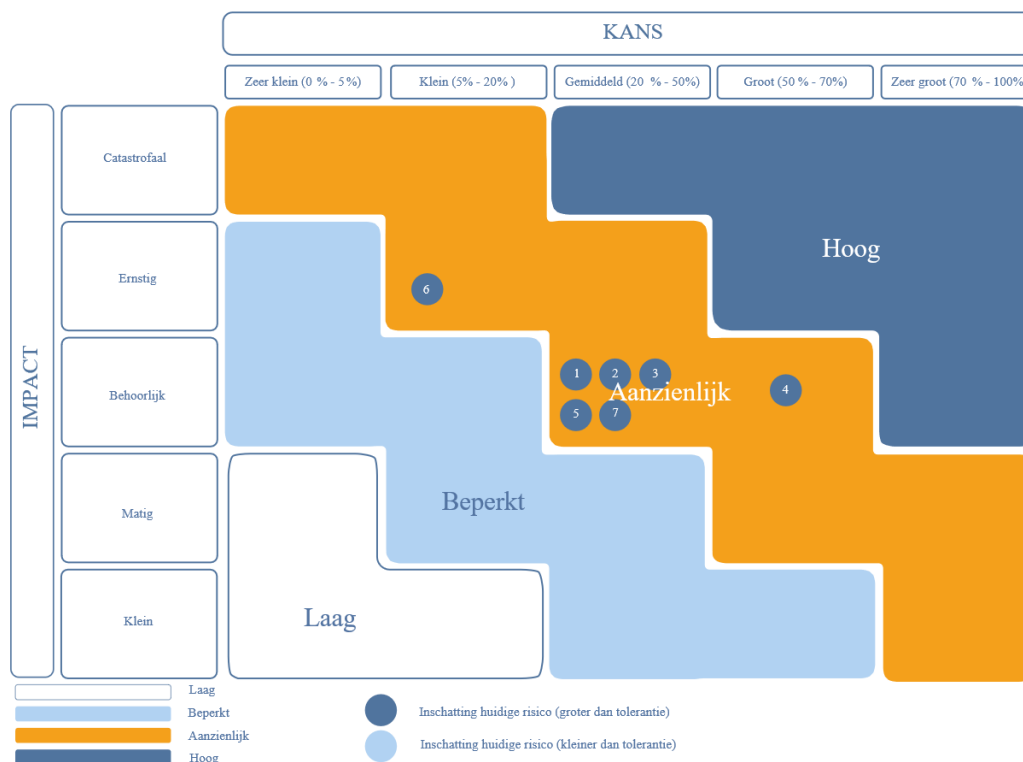 KANS
Zeer klein (0 % - 5%)
Klein (5% - 20% )
Gemiddeld (20 % - 50%)
Groot (50 % - 70%)
Zeer groot (70 % - 100%
IMPACT
Catastrofaal
Ernstig
Behoorlijk
Matig
Klein
Hoog
6
1
2
3
4
Aanzienlijk
5
7
Beperkt
Laag
Laag
Beperkt
Aanzienlijk
Hoog
Inschatting huidige risico (groter dan tolerantie)
Inschatting huidige risico (kleiner dan tolerantie)